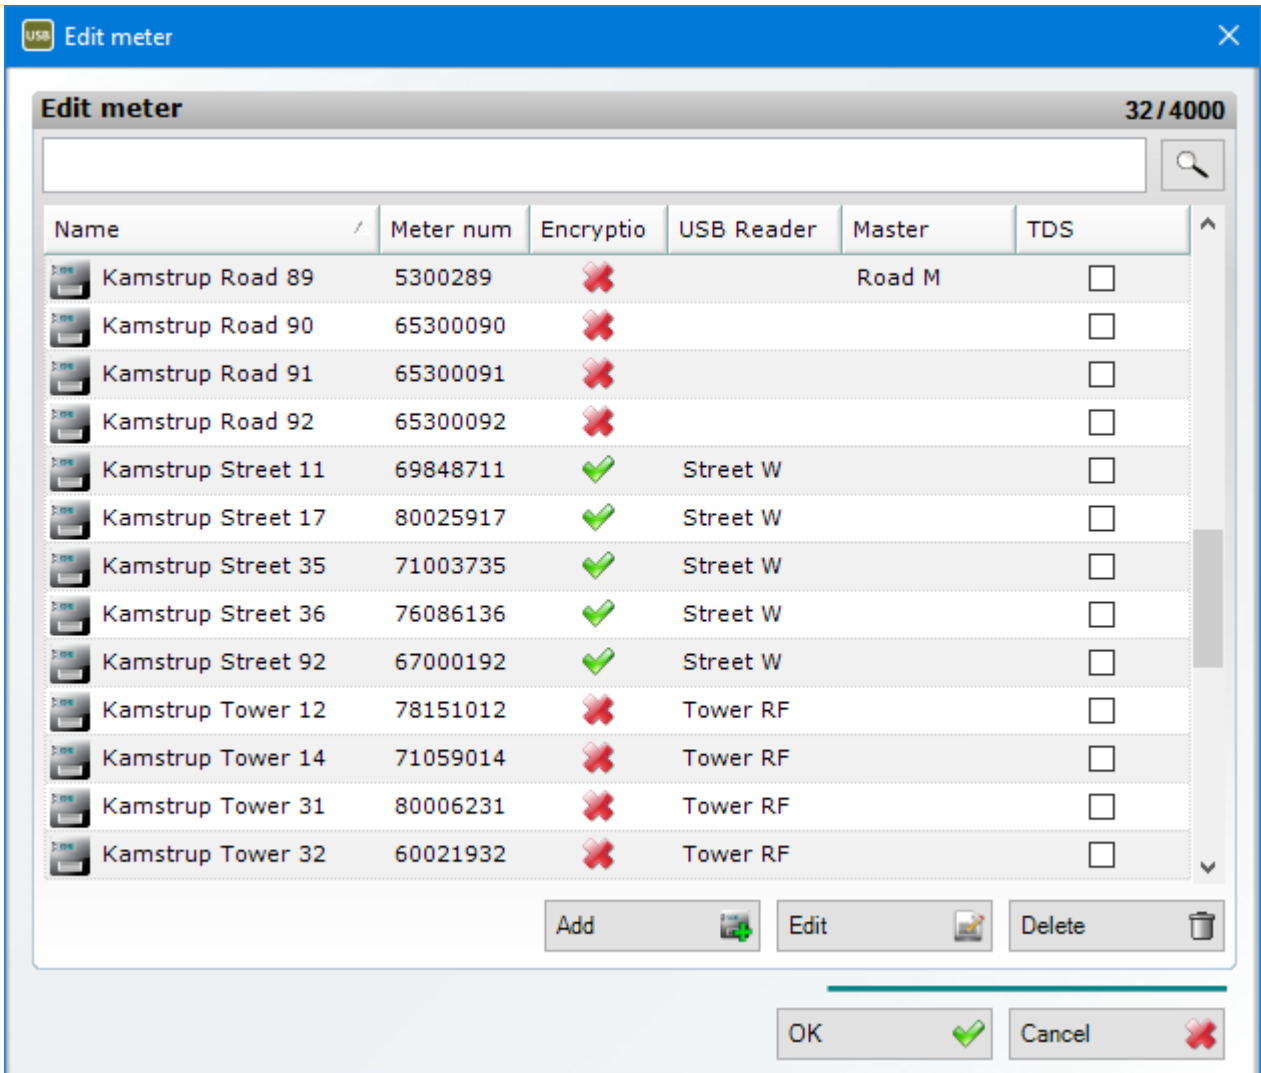 USB Edit meter
Edit meter 32/4000
Name Meter num Encryptio USB Reader Master TDS
Kamstrup Road 89 5300289 Road M
Kamstrup Road 90 65300090
Kamstrup Road 91 65300091
Kamstrup Road 92 65300092
Kamstrup Street 11 69848711 Street W
Kamstrup Street 17 80025917 Street W
Kamstrup Street 35 71003735 Street W
Kamstrup Street 36 76086136 Street W
Kamstrup Street 92 67000192 Street W
Kamstrup Tower 12 78151012 Tower RF
Kamstrup Tower 14 71059014 Tower RF
Kamstrup Tower 31 80006231 Tower RF
Kamstrup Tower 32 60021932 Tower RF
Add Edit Delete
OK Cancel